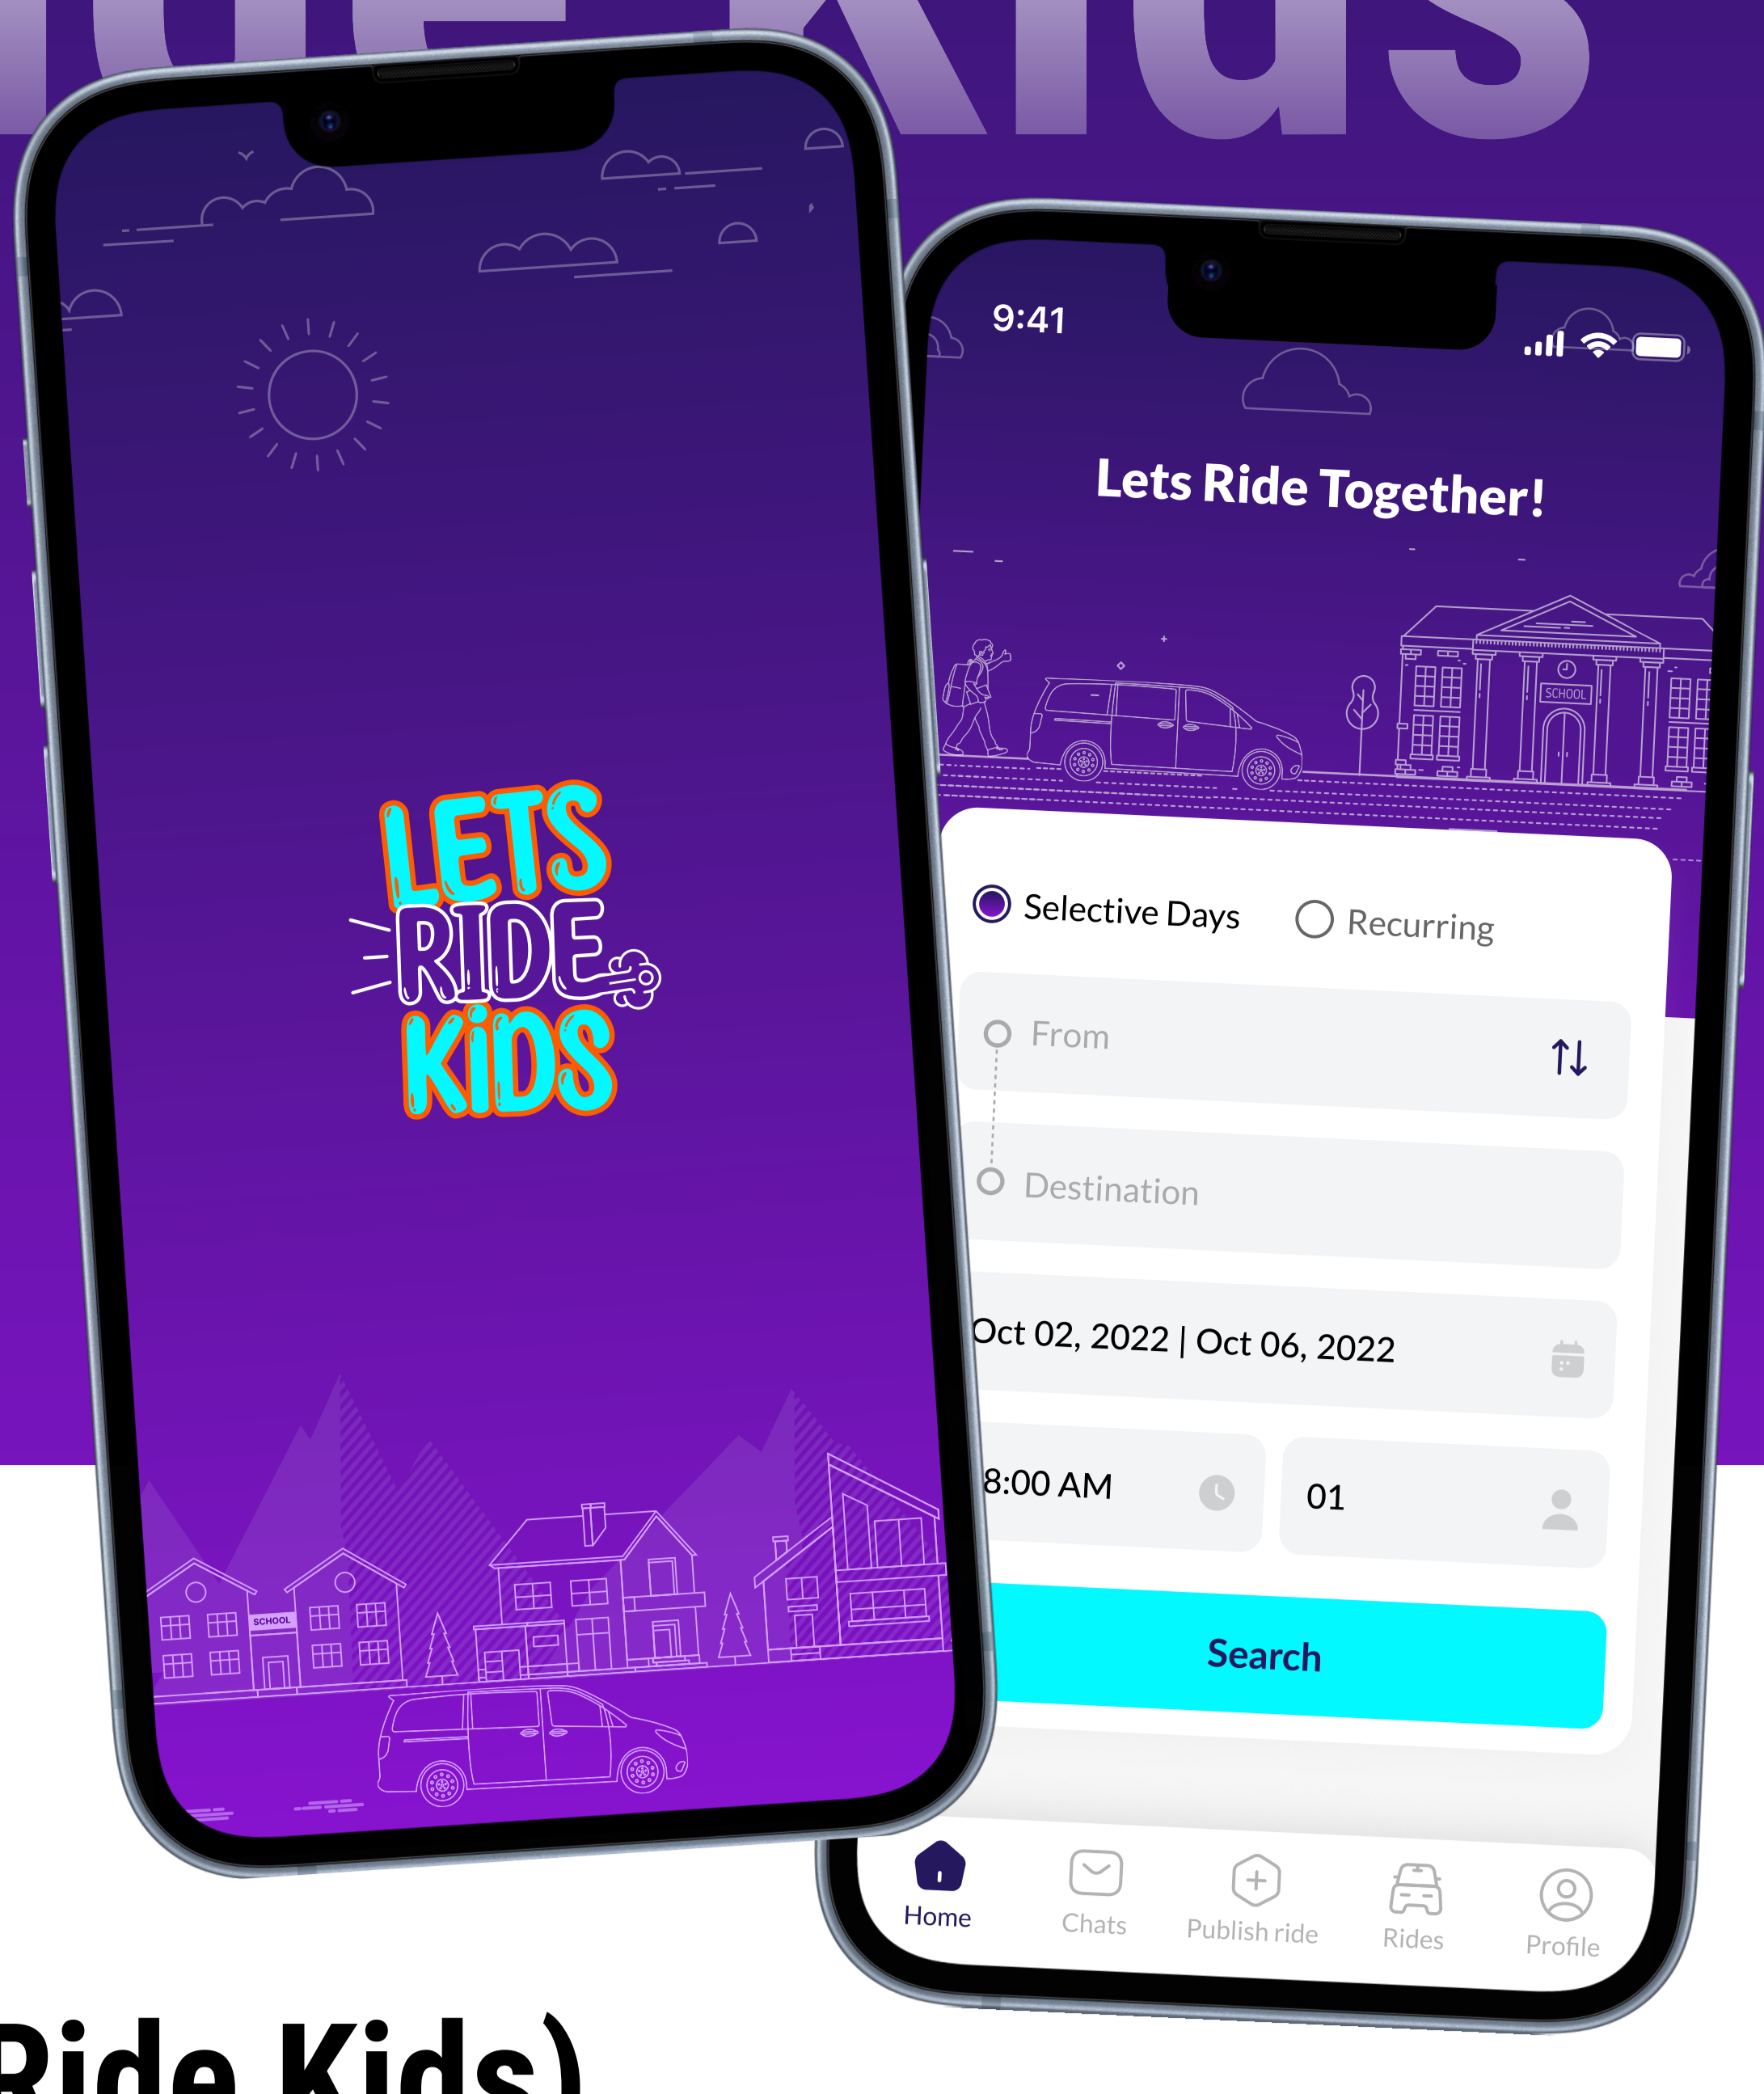 ide Kids
LETS
RIDE
KiDS
SCHOOL
9:41
Lets Ride Together!
SCHOOL
Selective Days
Recurring
From
Destination
Oct 02, 2022 | Oct 06, 2022
8:00 AM
01
Search
Home
Chats
Publish ride
Rides
Profile
Ride Kids)